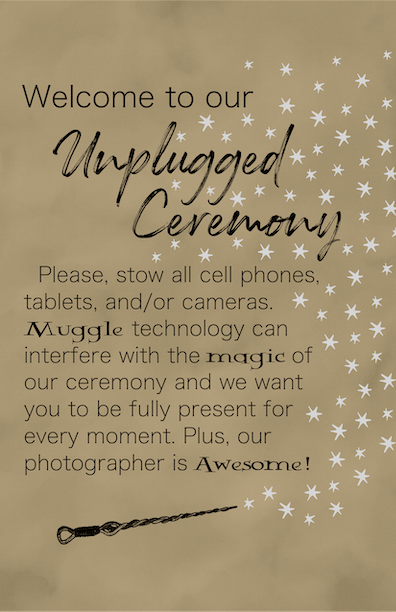 Welcome to our
Unplugged
Ceremony
Please, stow all cell phones,
tablets, and/or cameras.
Muggle technology can
interfere with the magic of
our ceremony and we want
you to be fully present for
every moment. Plus, our
photographer is Awesome!